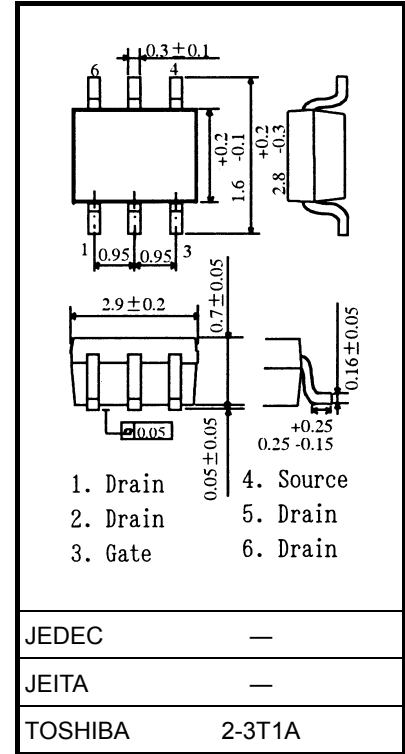 0.3±0.1
6 4
+0.2
1.6 -0.1
+0.2
2.8 -0.3
1 0.95 0.95 3
2.9±0.2
0.7±0.05
0.16±0.05
0.05
0.05±0.05
+0.25
0.25 -0.15
1. Drain
2. Drain
3. Gate
4. Source
5. Drain
6. Drain
JEDEC —
JEITA —
TOSHIBA 2-3T1A